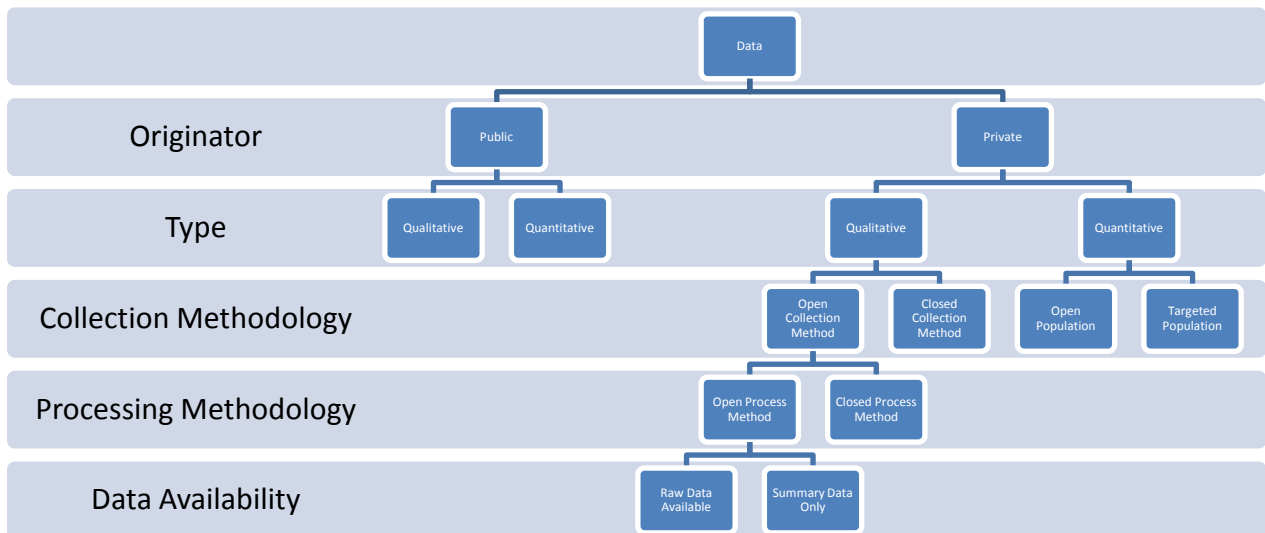 Data
Originator
Public
Private
Type
Qualitative
Quantitative
Qualitative
Quantitative
Collection Methodology
Open
Collection
Method
Closed
Collection
Method
Open
Population
Targeted
Population
Processing Methodology
Open Process
Method
Closed Process
Method
Data Availability
Raw Data
Available
Summary Data
Only